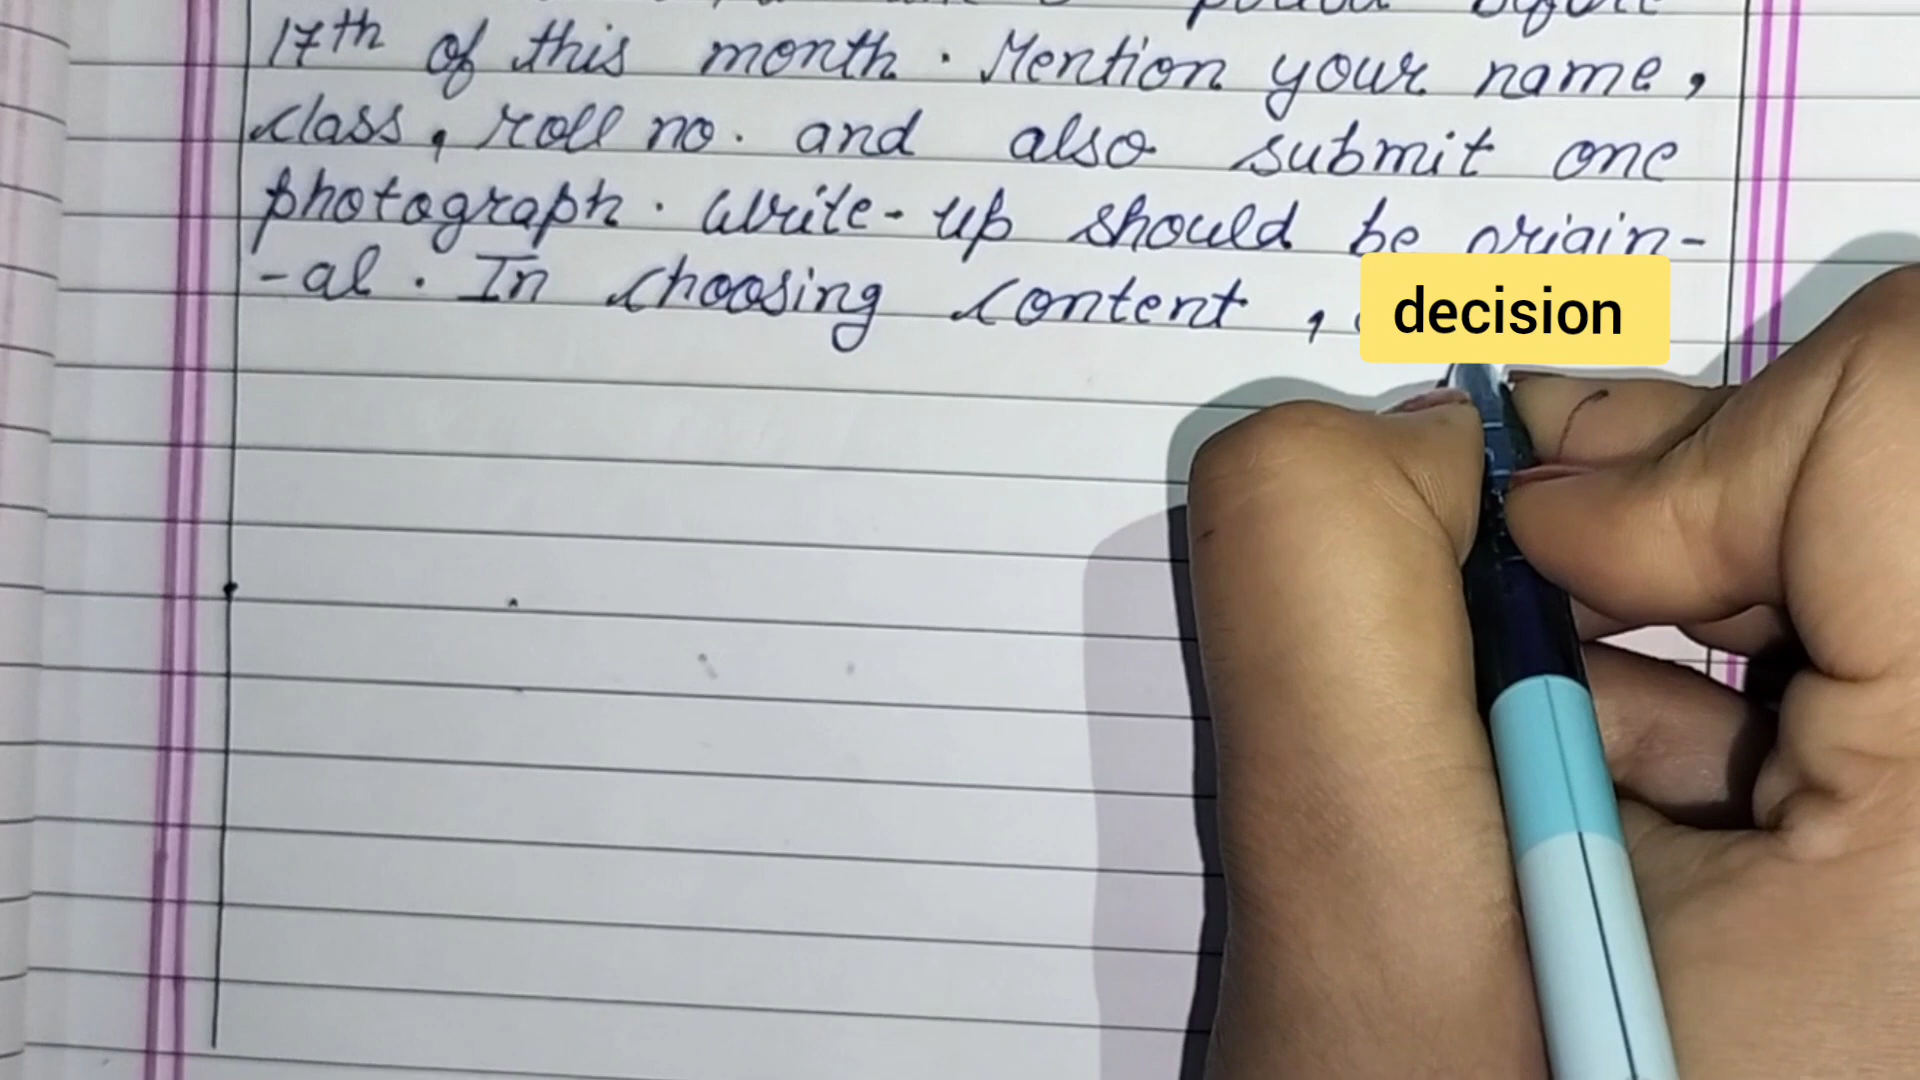 before
17th of this month. Mention your name,
class, roll no. and also submit one
photograph. Write-up should be origin-
-al. In choosing content,
decision